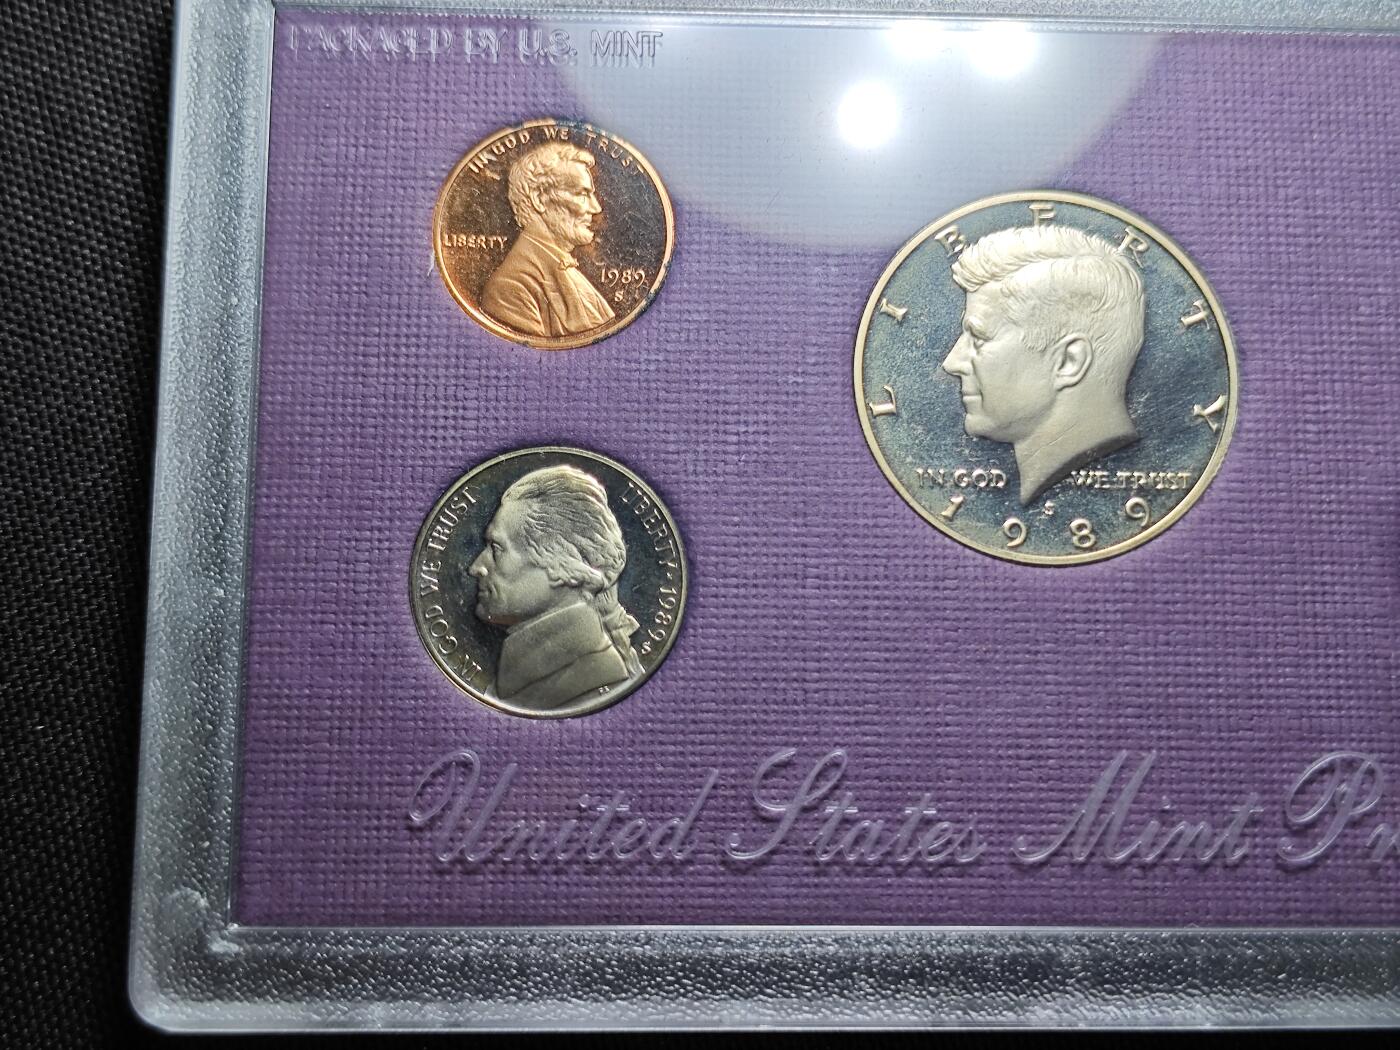 PACKAGED BY U.S. MINT
IN GOD WE TRUST
LIBERTY
1989
S
LIBERTY
IN GOD WE TRUST
S
1989
IN GOD WE TRUST
LIBERTY · 1989
S
United States Mint